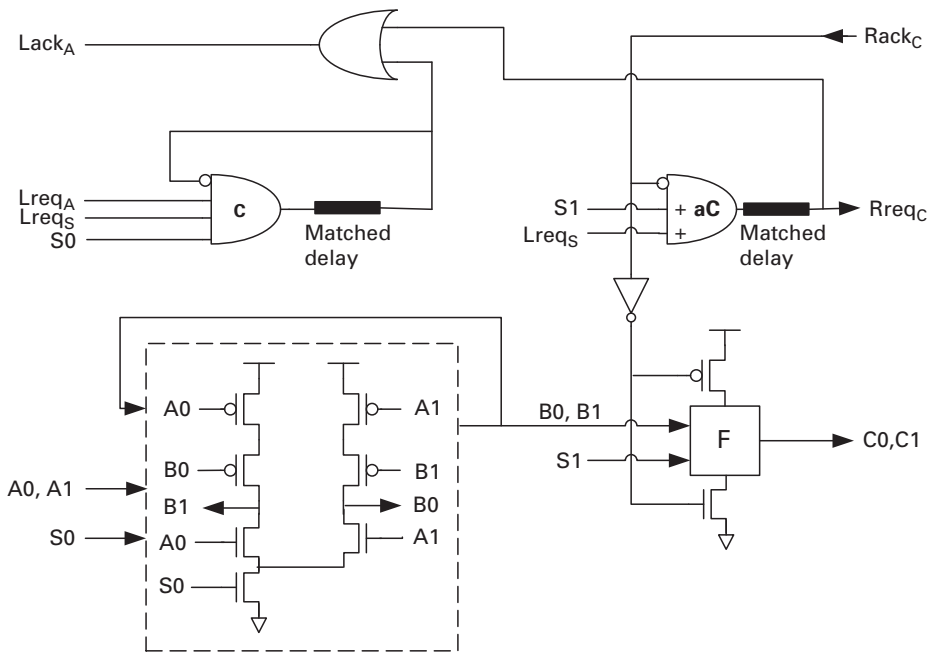 Lack_A
Rack_C
Lreq_A
Lreq_S
S0
C
Matched
delay
S1
Lreq_S
+
+
aC
Matched
delay
Rreq_C
A0
A1
B0
B1
B1
B0
A0
A1
S0
A0, A1
S0
B0, B1
S1
F
C0,C1